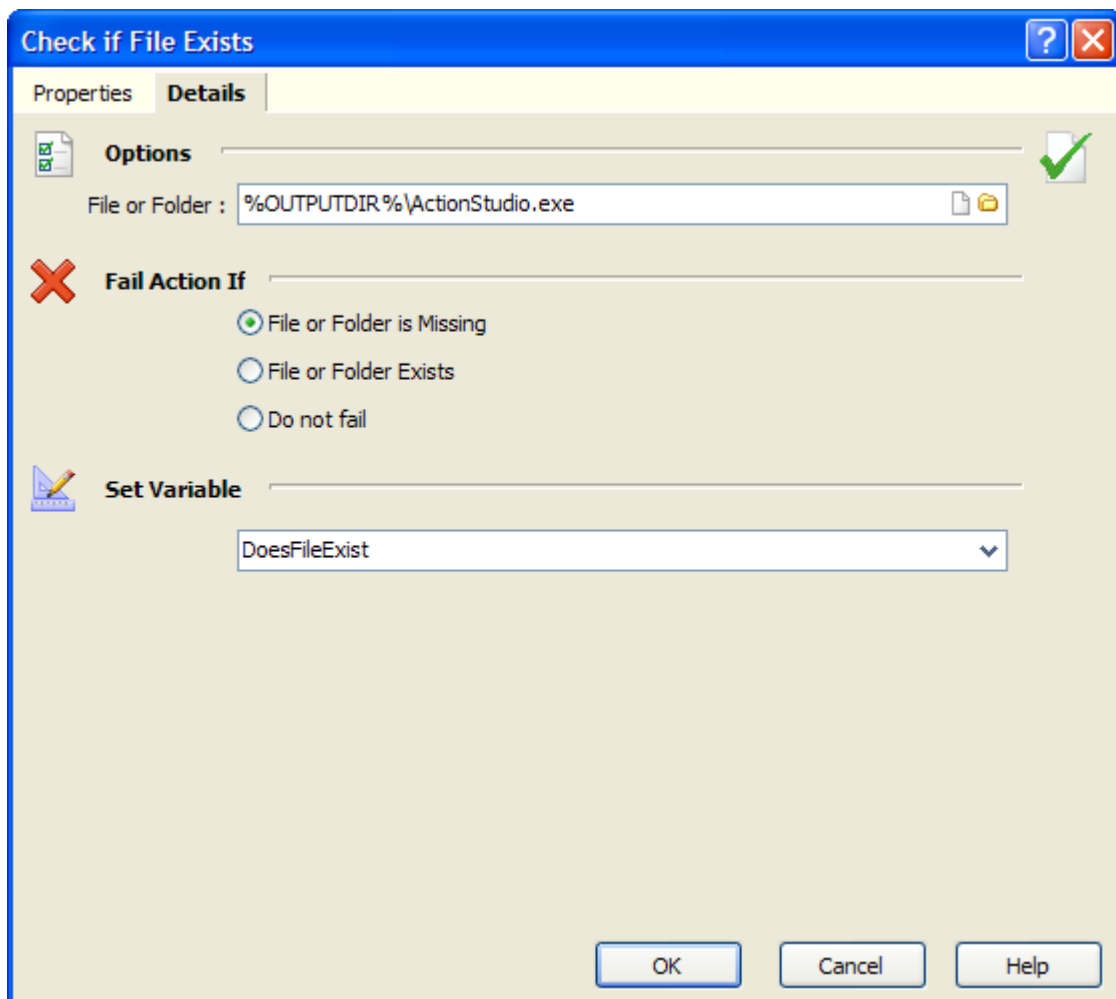 Check if File Exists
Properties Details
Options
File or Folder : %OUTPUTDIR%\ActionStudio.exe
Fail Action If
File or Folder is Missing
File or Folder Exists
Do not fail
Set Variable
DoesFileExist
OK Cancel Help